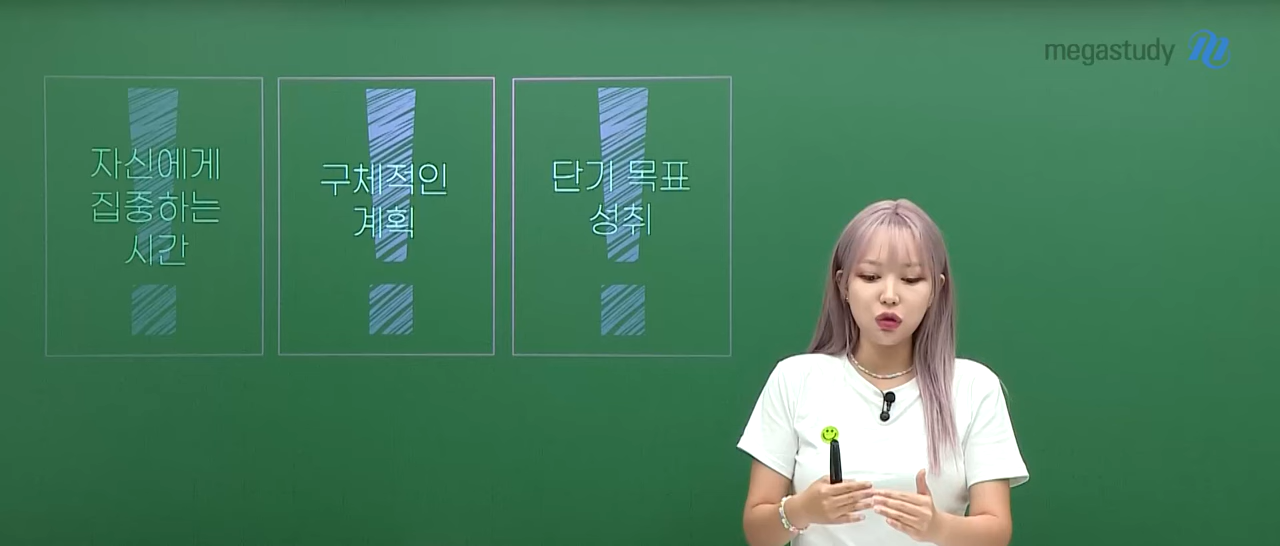 megastudy
자신에게
집중하는
시간
구체적인
계획
단기 목표
성취